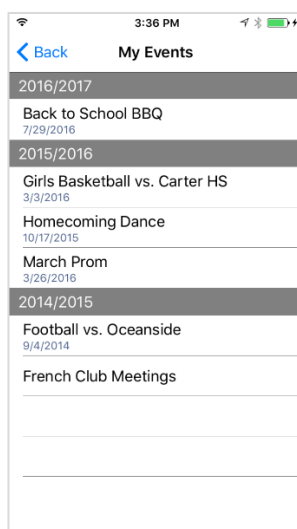 3:36 PM
Back
My Events
2016/2017
Back to School BBQ
7/29/2016
2015/2016
Girls Basketball vs. Carter HS
3/3/2016
Homecoming Dance
10/17/2015
March Prom
3/26/2016
2014/2015
Football vs. Oceanside
9/4/2014
French Club Meetings